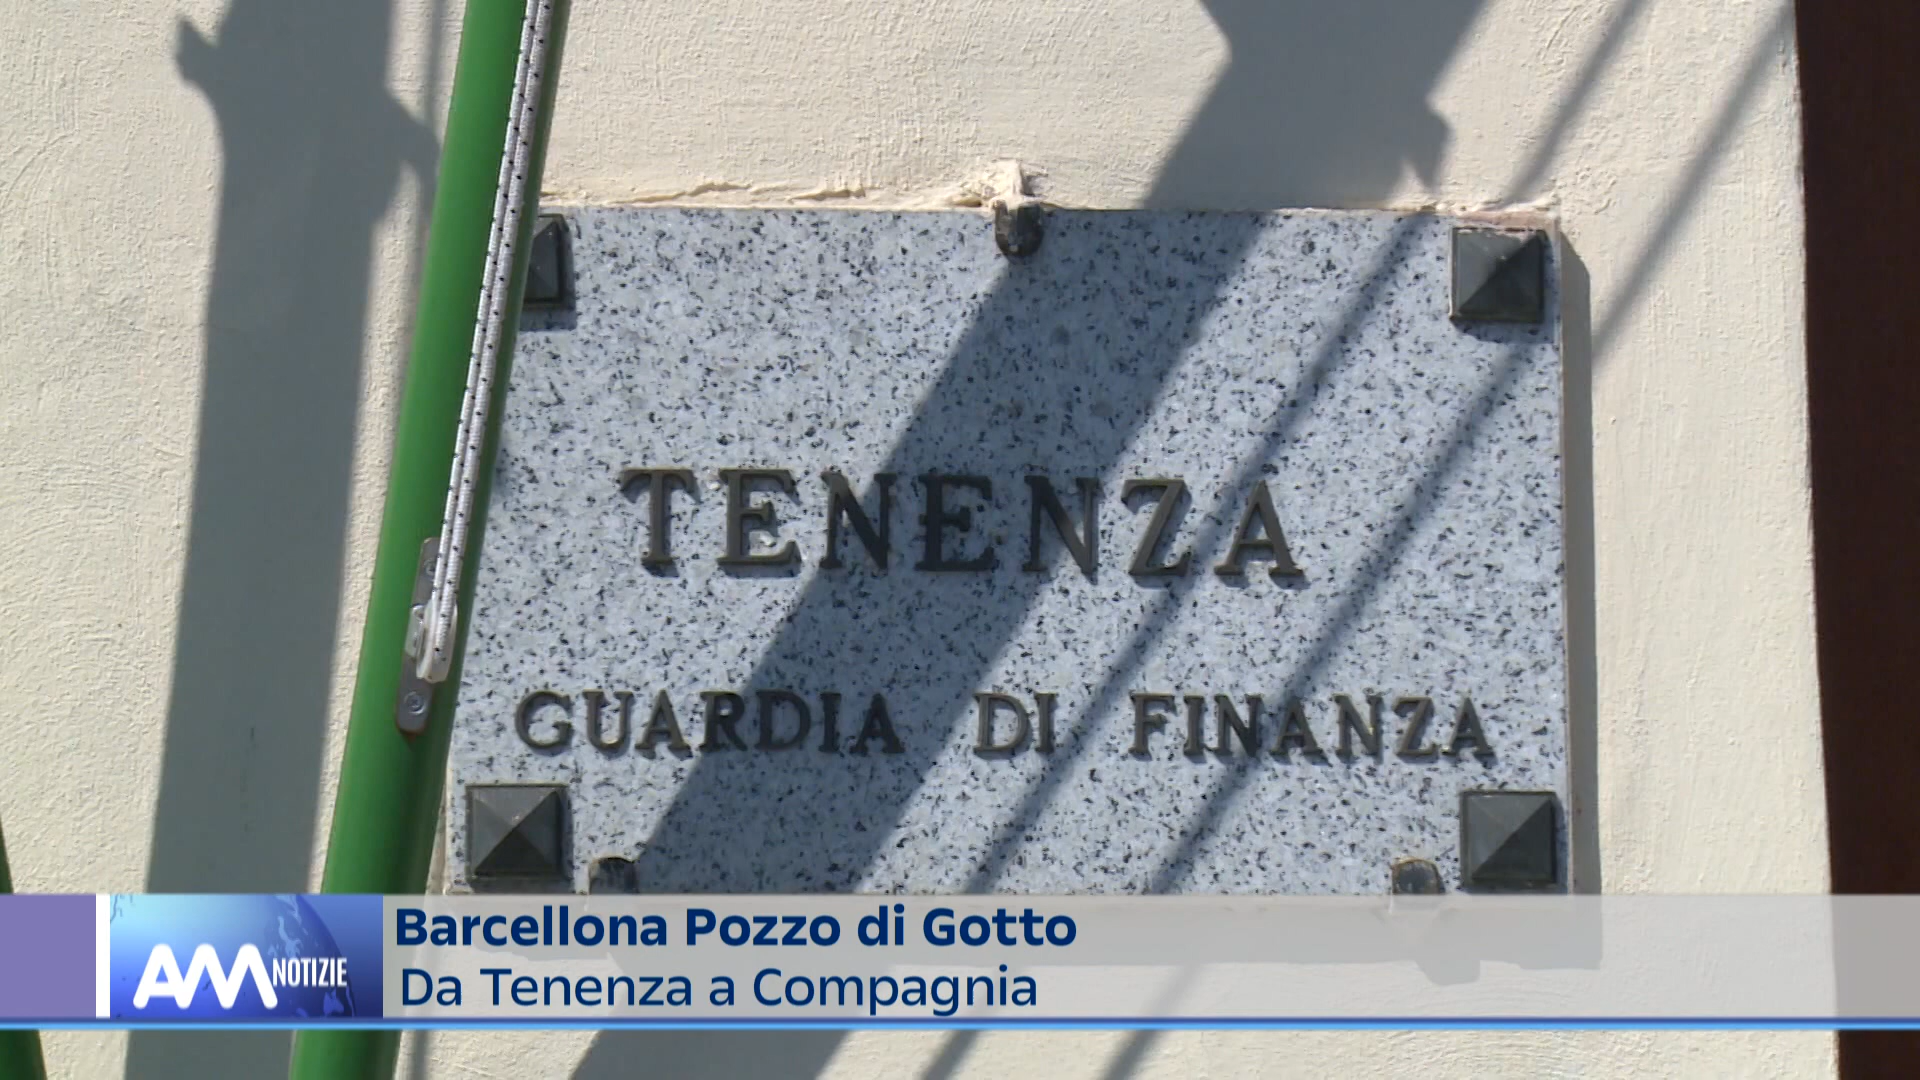 TENENZA
GUARDIA DI FINANZA
AM NOTIZIE
Barcellona Pozzo di Gotto
Da Tenenza a Compagnia